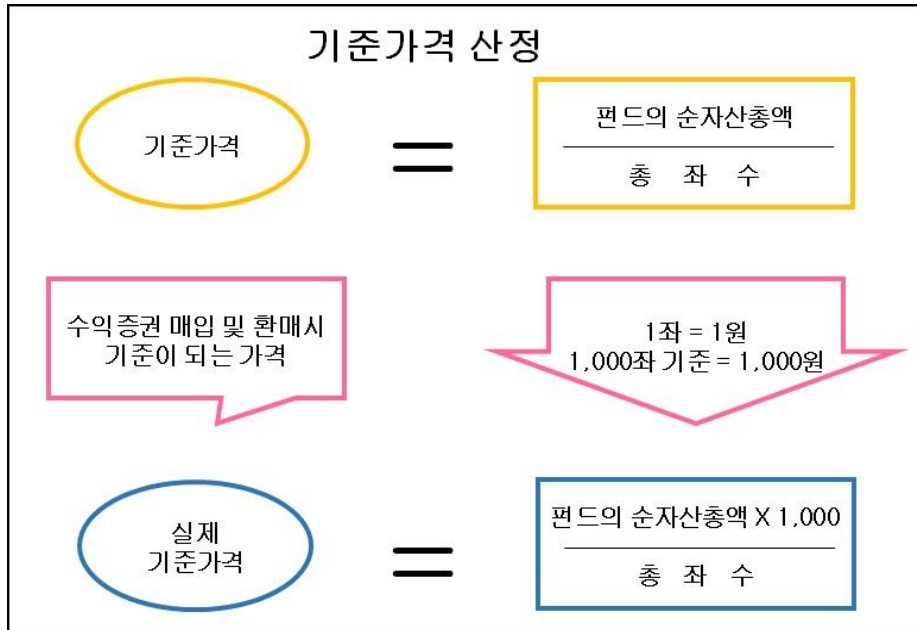 기준가격 산정
기준가격
=
펀드의 순자산총액
총 좌 수
수익증권 매입 및 환매시
기준이 되는 가격
1좌 = 1원
1,000좌 기준 = 1,000원
실제
기준가격
=
펀드의 순자산총액 X 1,000
총 좌 수